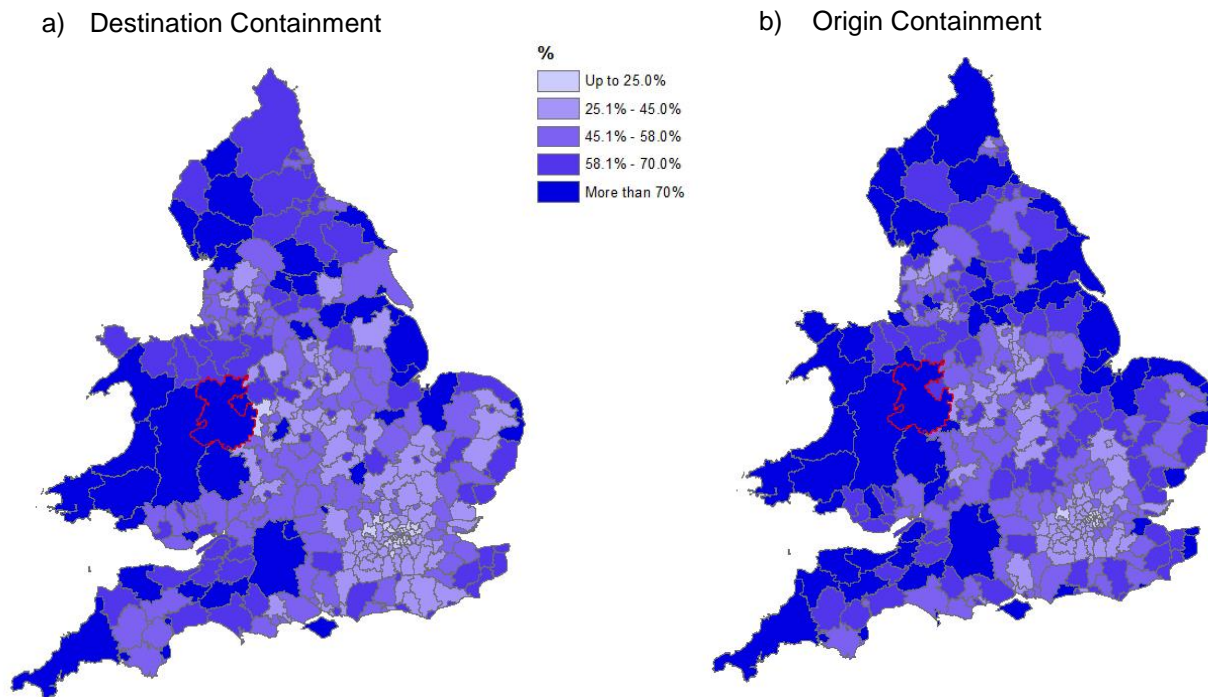 a) Destination Containment
b) Origin Containment
%
Up to 25.0%
25.1% - 45.0%
45.1% - 58.0%
58.1% - 70.0%
More than 70%